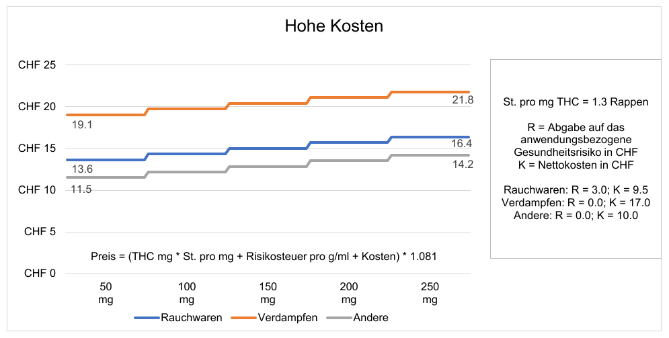 Hohe Kosten
CHF 25
CHF 20
CHF 15
CHF 10
CHF 5
CHF 0
19.1
21.8
13.6
16.4
11.5
14.2
Preis = (THC mg * St. pro mg + Risikosteuer pro g/ml + Kosten) * 1.081
50
mg
100
mg
150
mg
200
mg
250
mg
Rauchwaren
Verdampfen
Andere
St. pro mg THC = 1.3 Rappen
R = Abgabe auf das
anwendungsbezogene
Gesundheitsrisiko in CHF
K = Nettokosten in CHF
Rauchwaren: R = 3.0; K = 9.5
Verdampfen: R = 0.0; K = 17.0
Andere: R = 0.0; K = 10.0